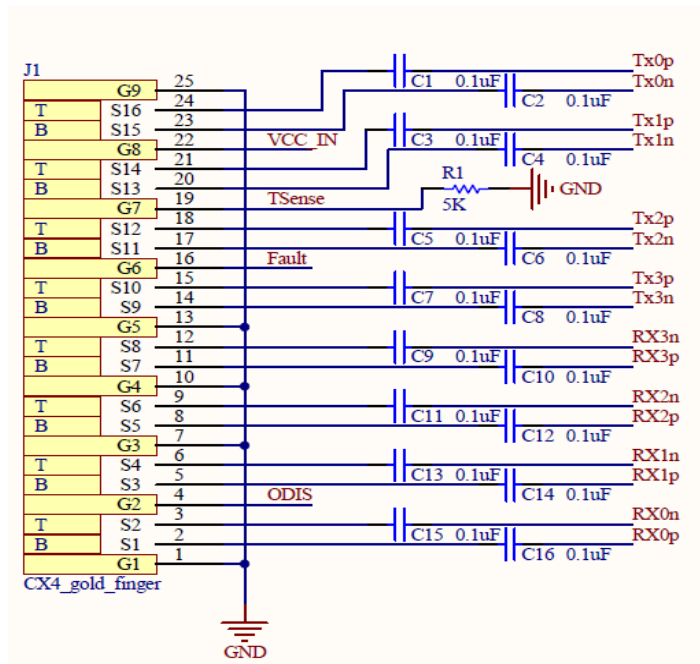 J1
G9 25
T S16 24
B S15 23
G8 22 VCC_IN
T S14 21
B S13 20
G7 19 TSense
T S12 18
B S11 17
G6 16 Fault
T S10 15
B S9 14
G5 13
T S8 12
B S7 11
G4 10
T S6 9
B S5 8
G3 7
T S4 6
B S3 5
G2 4 ODIS
T S2 3
B S1 2
G1 1
CX4_gold_finger
GND
C1 0.1uF Tx0p
C2 0.1uF Tx0n
C3 0.1uF Tx1p
C4 0.1uF Tx1n
R1
5K
GND
C5 0.1uF Tx2p
C6 0.1uF Tx2n
C7 0.1uF Tx3p
C8 0.1uF Tx3n
C9 0.1uF RX3n
C10 0.1uF RX3p
C11 0.1uF RX2n
C12 0.1uF RX2p
C13 0.1uF RX1n
C14 0.1uF RX1p
C15 0.1uF RX0n
C16 0.1uF RX0p